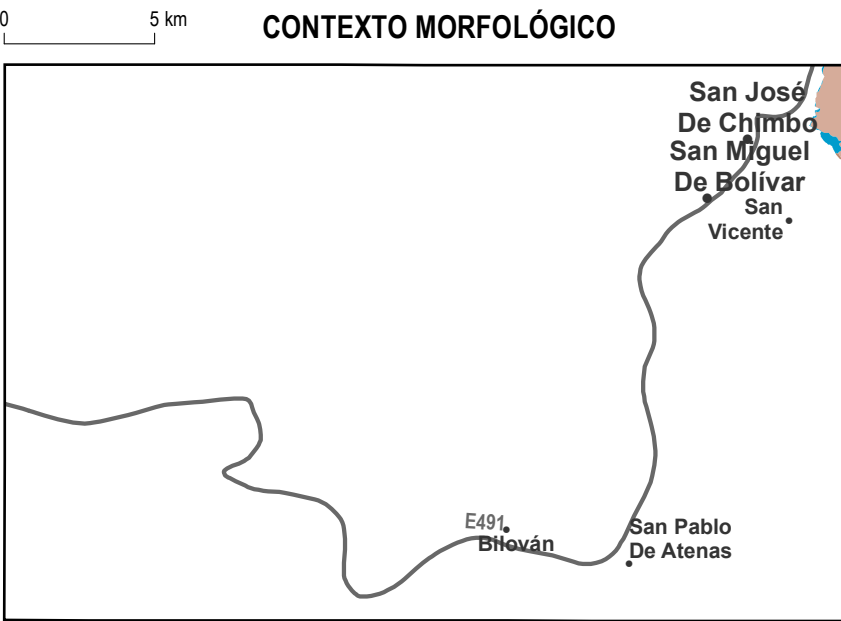 0 5 km
CONTEXTO MORFOLÓGICO
San José
De Chimbo
San Miguel
De Bolívar
San
Vicente
E491
Bilován
San Pablo
De Atenas